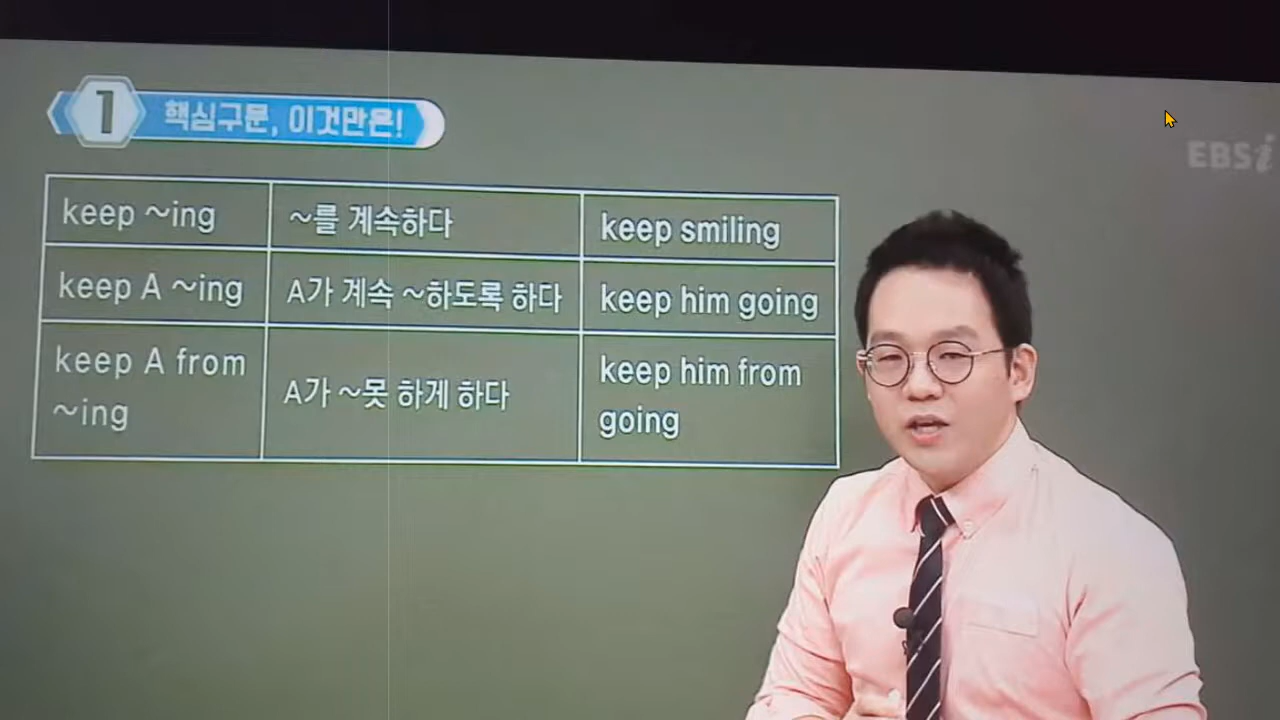 1 핵심구문, 이것만은!
EBSi
keep ~ing
~를 계속하다
keep smiling
keep A ~ing
A가 계속 ~하도록 하다
keep him going
keep A from
~ing
A가 ~못 하게 하다
keep him from
going